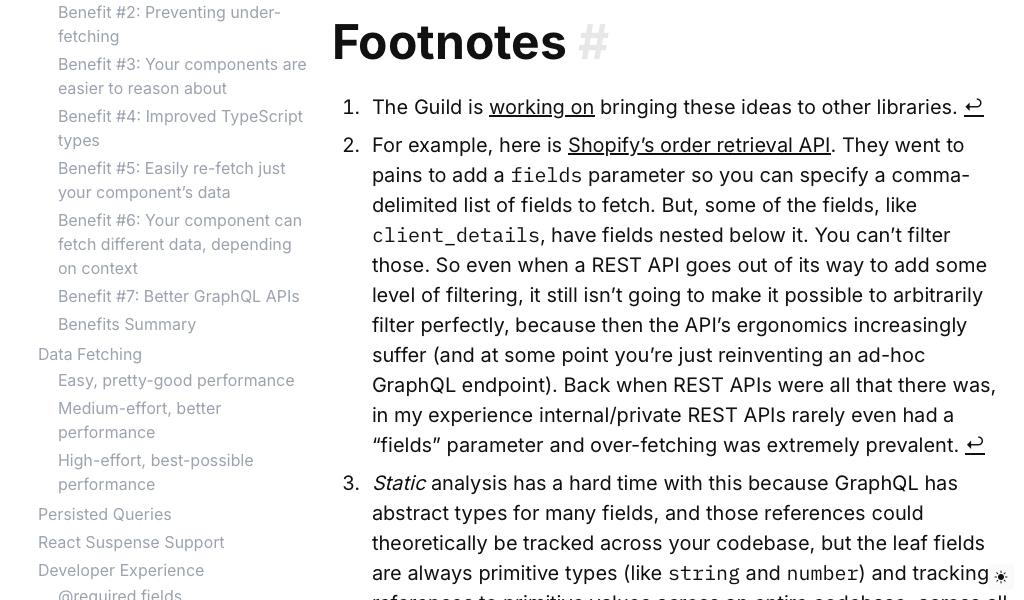 Benefit #2: Preventing under-
fetching
Benefit #3: Your components are
easier to reason about
Benefit #4: Improved TypeScript
types
Benefit #5: Easily re-fetch just
your component’s data
Benefit #6: Your component can
fetch different data, depending
on context
Benefit #7: Better GraphQL APIs
Benefits Summary
Data Fetching
Easy, pretty-good performance
Medium-effort, better
performance
High-effort, best-possible
performance
Persisted Queries
React Suspense Support
Developer Experience
@required fields
Footnotes #
1. The Guild is working on bringing these ideas to other libraries. ↩
2. For example, here is Shopify’s order retrieval API. They went to
pains to add a fields parameter so you can specify a comma-
delimited list of fields to fetch. But, some of the fields, like
client_details, have fields nested below it. You can’t filter
those. So even when a REST API goes out of its way to add some
level of filtering, it still isn’t going to make it possible to arbitrarily
filter perfectly, because then the API’s ergonomics increasingly
suffer (and at some point you’re just reinventing an ad-hoc
GraphQL endpoint). Back when REST APIs were all that there was,
in my experience internal/private REST APIs rarely even had a
“fields” parameter and over-fetching was extremely prevalent. ↩
3. Static analysis has a hard time with this because GraphQL has
abstract types for many fields, and those references could
theoretically be tracked across your codebase, but the leaf fields
are always primitive types (like string and number) and tracking
references to primitive values across an entire codebase, across all